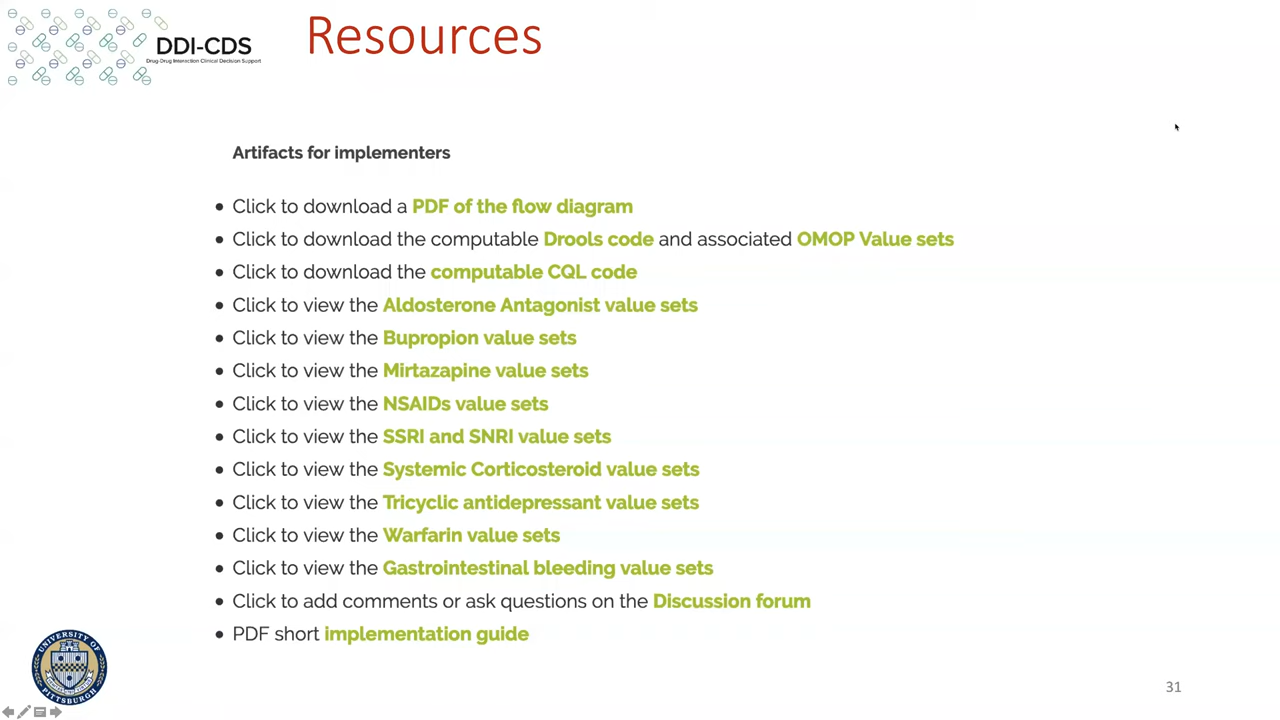 Resources
DDI-CDS
Drug-Drug Interaction Clinical Decision Support
Artifacts for implementers
• Click to download a PDF of the flow diagram
• Click to download the computable Drools code and associated OMOP Value sets
• Click to download the computable CQL code
• Click to view the Aldosterone Antagonist value sets
• Click to view the Bupropion value sets
• Click to view the Mirtazapine value sets
• Click to view the NSAIDs value sets
• Click to view the SSRI and SNRI value sets
• Click to view the Systemic Corticosteroid value sets
• Click to view the Tricyclic antidepressant value sets
• Click to view the Warfarin value sets
• Click to view the Gastrointestinal bleeding value sets
• Click to add comments or ask questions on the Discussion forum
• PDF short implementation guide
UNIVERSITY OF
PITTSBURGH
31